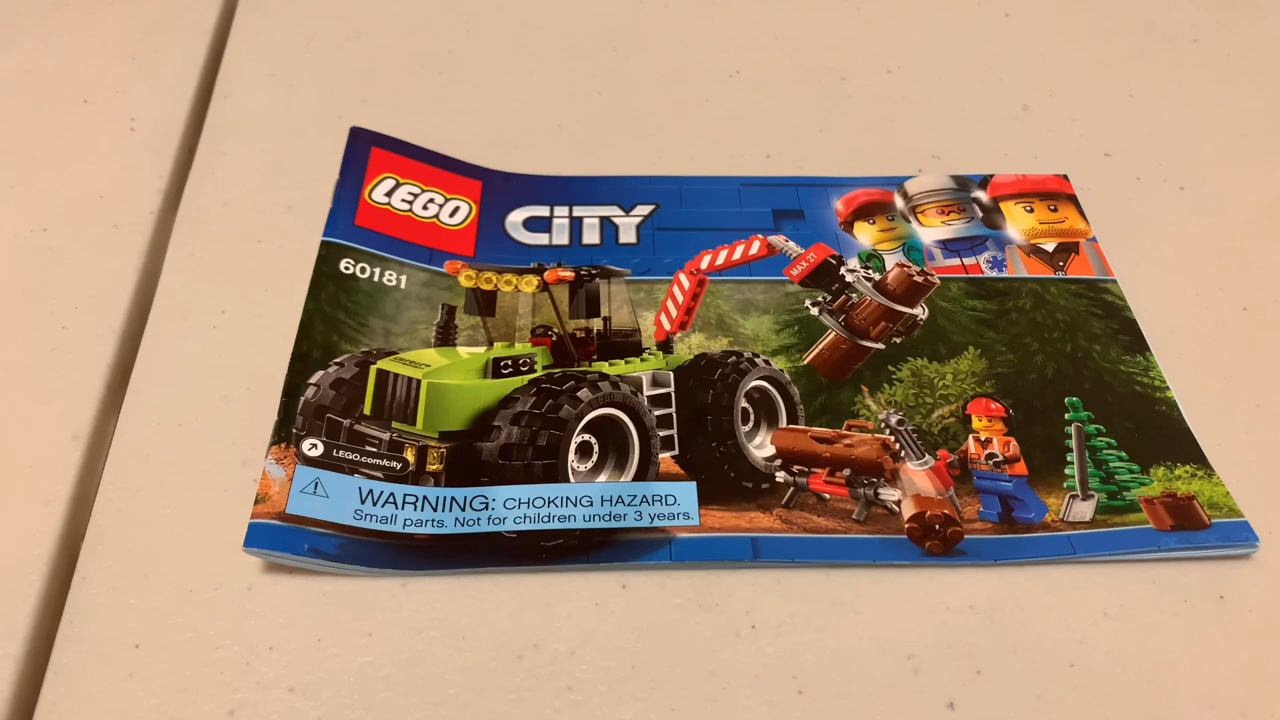 LEGO
CITY
60181
MAX 2T
LEGO.com/city
WARNING: CHOKING HAZARD.
Small parts. Not for children under 3 years.